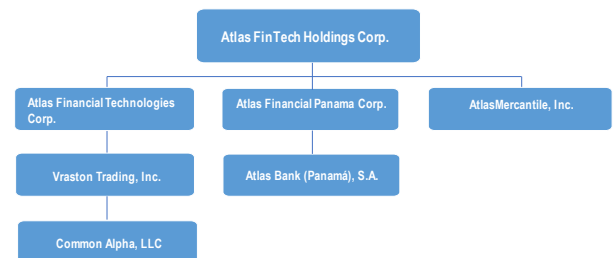 Atlas FinTech Holdings Corp.
Atlas Financial Technologies
Corp.
Atlas Financial Panama Corp.
AtlasMercantile, Inc.
Vraston Trading, Inc.
Atlas Bank (Panamá), S.A.
Common Alpha, LLC